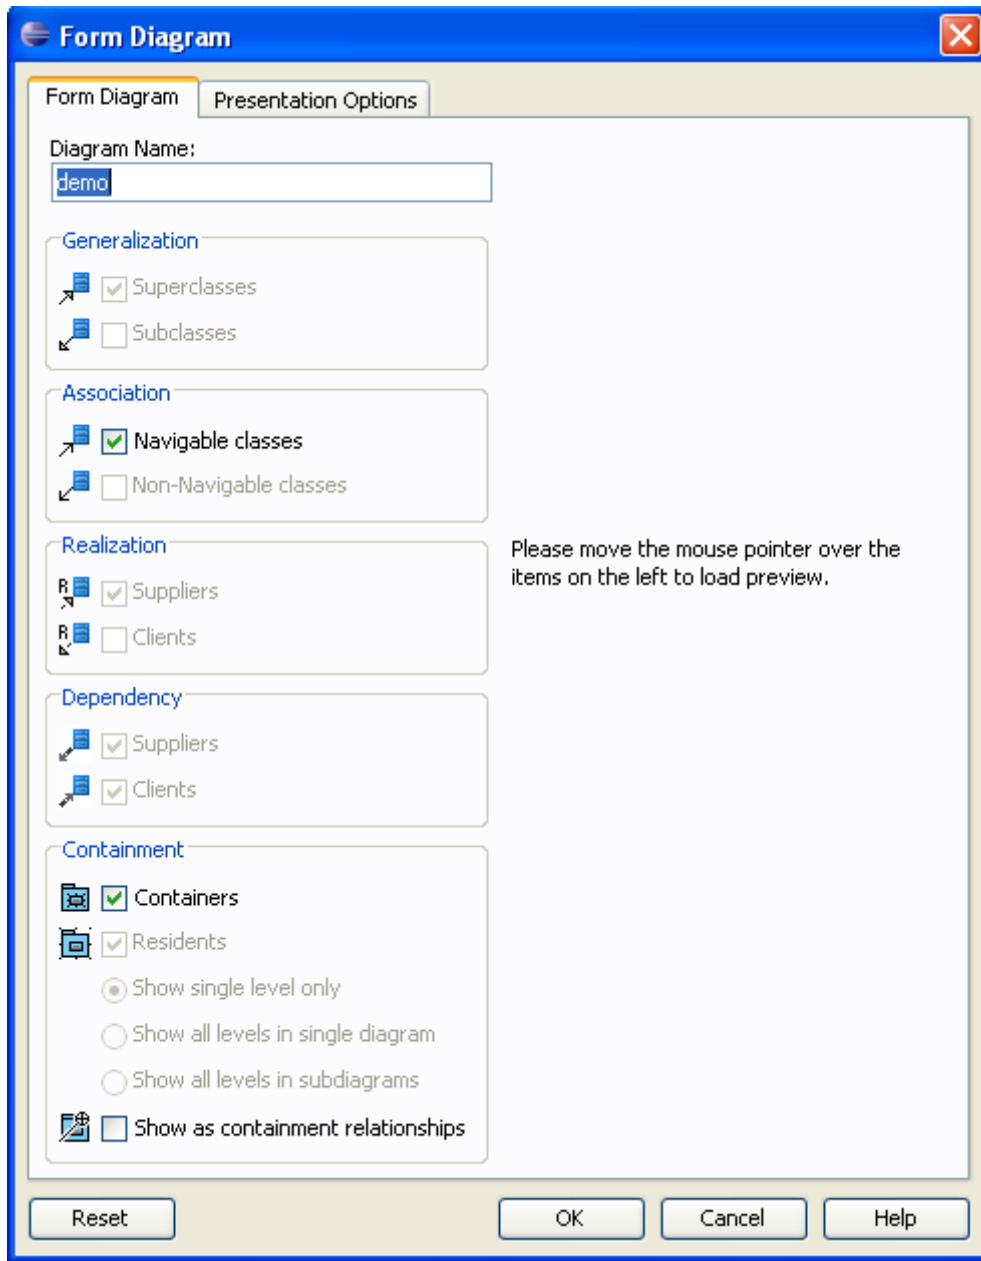 Form Diagram
Form Diagram
Presentation Options
Diagram Name:
demo
Generalization
Superclasses
Subclasses
Association
Navigable classes
Non-Navigable classes
Realization
R Suppliers
R Clients
Please move the mouse pointer over the
items on the left to load preview.
Dependency
Suppliers
Clients
Containment
Containers
Residents
Show single level only
Show all levels in single diagram
Show all levels in subdiagrams
Show as containment relationships
Reset
OK
Cancel
Help